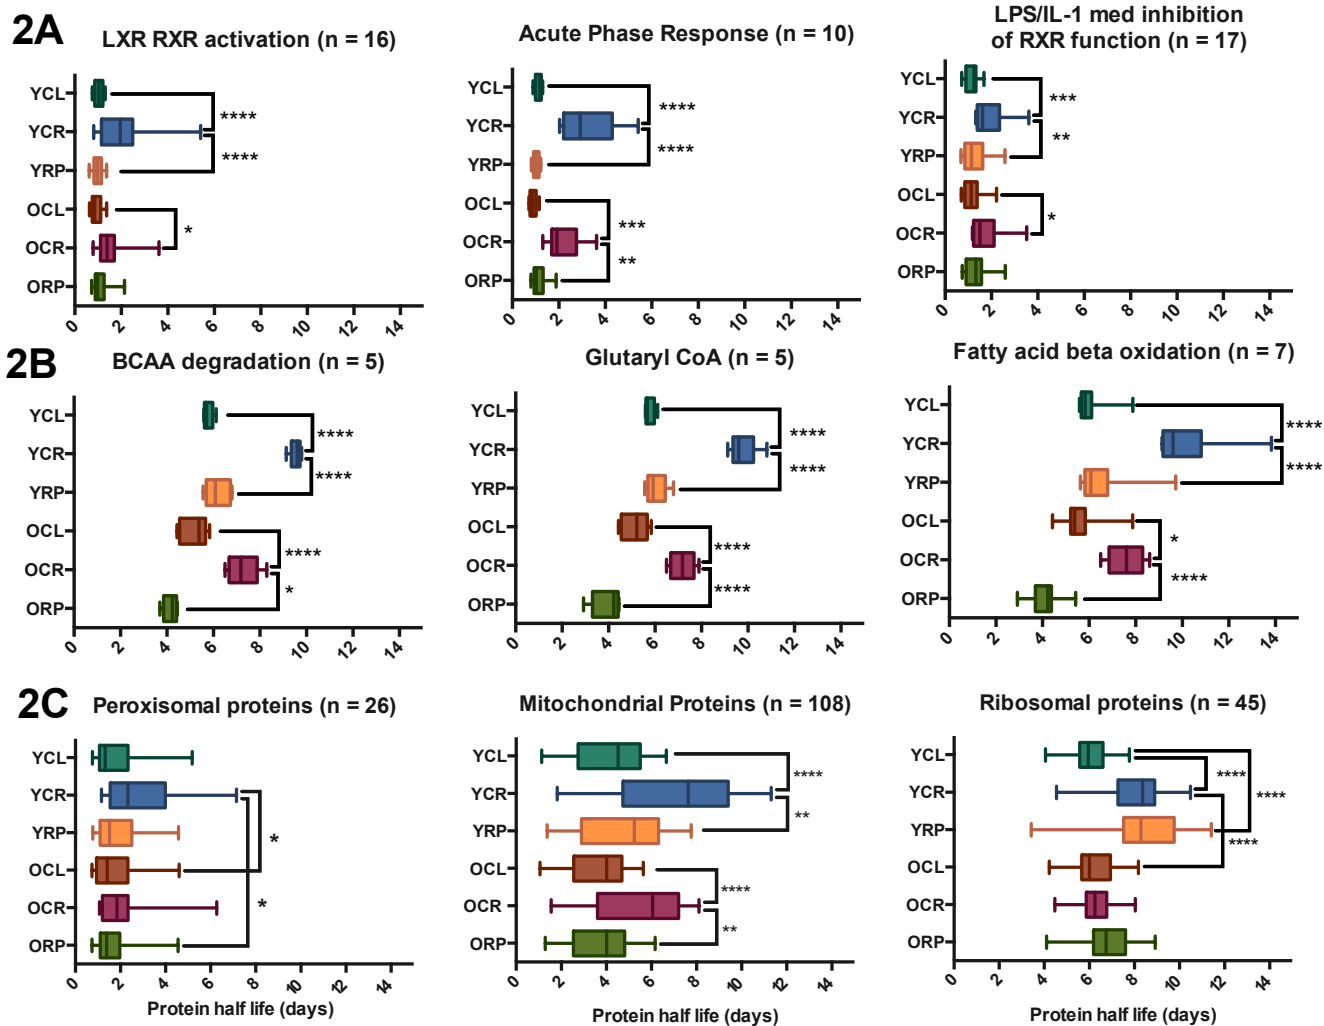 2A
LXR RXR activation (n = 16)
YCL
YCR
YRP
OCL
OCR
ORP
****
****
*
0 2 4 6 8 10 12 14
Acute Phase Response (n = 10)
YCL
YCR
YRP
OCL
OCR
ORP
****
****
***
**
0 2 4 6 8 10 12 14
LPS/IL-1 med inhibition
of RXR function (n = 17)
YCL
YCR
YRP
OCL
OCR
ORP
***
**
*
0 2 4 6 8 10 12 14
2B
BCAA degradation (n = 5)
YCL
YCR
YRP
OCL
OCR
ORP
****
****
****
*
0 2 4 6 8 10 12 14
Glutaryl CoA (n = 5)
YCL
YCR
YRP
OCL
OCR
ORP
****
****
****
****
0 2 4 6 8 10 12 14
Fatty acid beta oxidation (n = 7)
YCL
YCR
YRP
OCL
OCR
ORP
****
****
*
****
0 2 4 6 8 10 12 14
2C
Peroxisomal proteins (n = 26)
YCL
YCR
YRP
OCL
OCR
ORP
*
*
0 2 4 6 8 10 12 14
Protein half life (days)
Mitochondrial Proteins (n = 108)
YCL
YCR
YRP
OCL
OCR
ORP
****
**
****
**
0 2 4 6 8 10 12 14
Protein half life (days)
Ribosomal proteins (n = 45)
YCL
YCR
YRP
OCL
OCR
ORP
****
****
****
0 2 4 6 8 10 12 14
Protein half life (days)